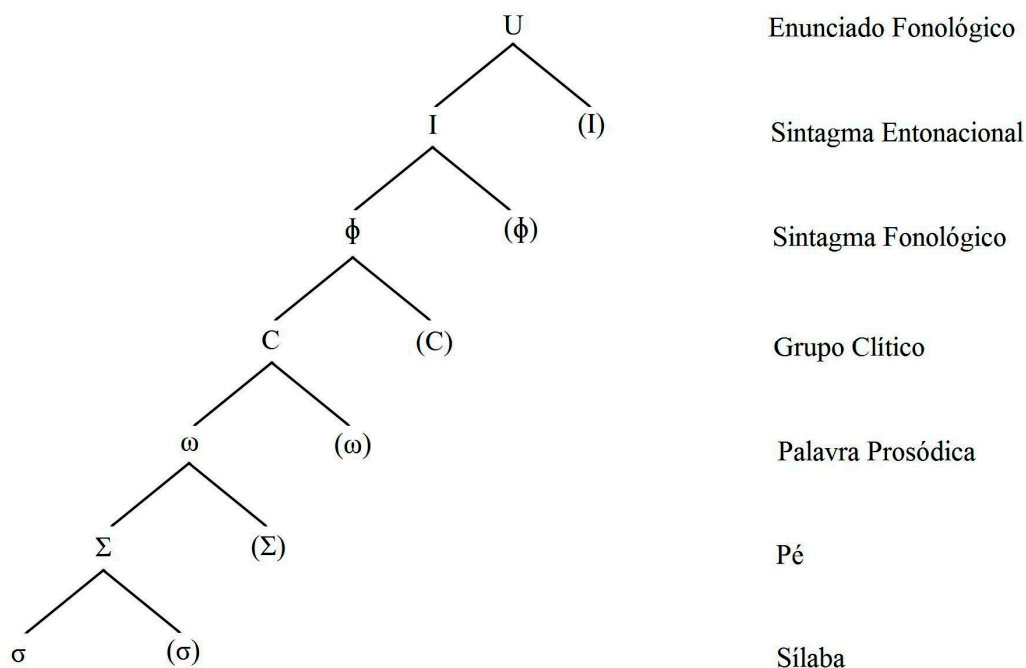 U Enunciado Fonológico
I (I) Sintagma Entonacional
ϕ (ϕ) Sintagma Fonológico
C (C) Grupo Clítico
ω (ω) Palavra Prosódica
Σ (Σ) Pé
σ (σ) Sílaba